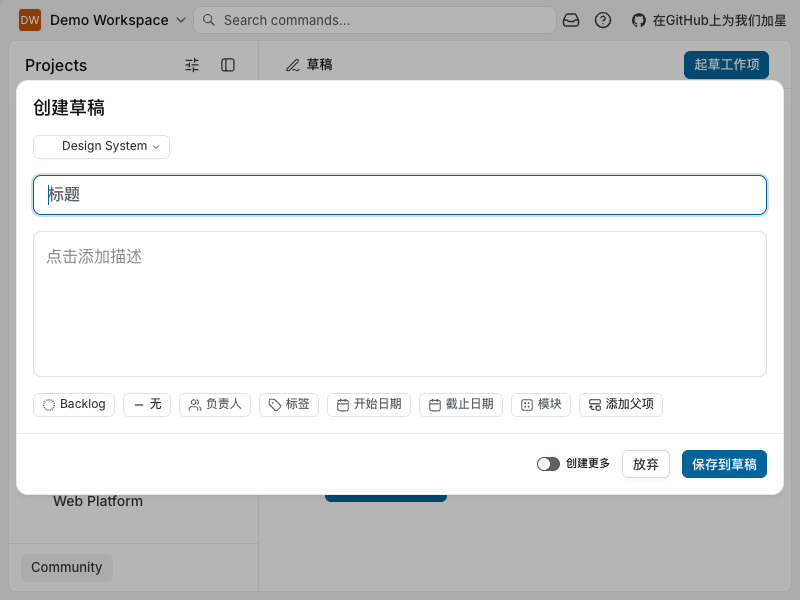 DW Demo Workspace
Search commands...
在GitHub上为我们加星
Projects
草稿
起草工作项
创建草稿
Design System
标题
点击添加描述
Backlog
无
负责人
标签
开始日期
截止日期
模块
添加父项
创建更多
放弃
保存到草稿
Web Platform
Community